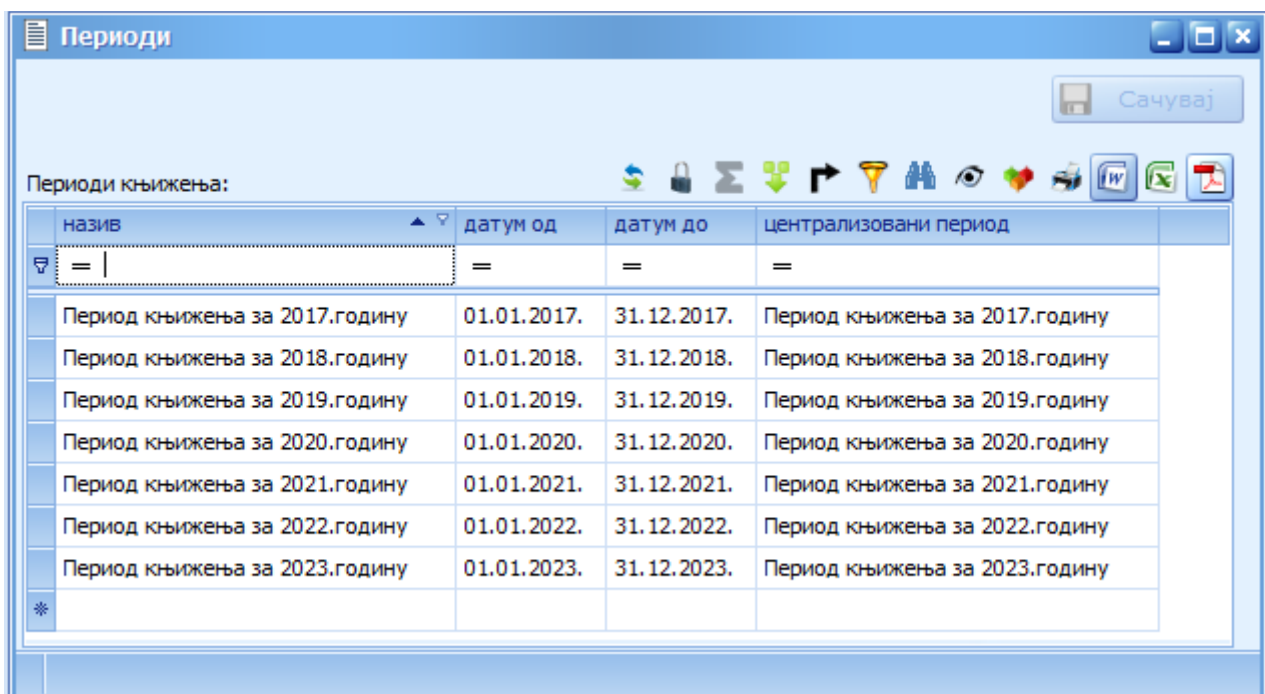 Периоди
Сачувај
Периоди књижења:
назив датум од датум до централизовани период
= = = =
Период књижења за 2017.годину 01.01.2017. 31.12.2017. Период књижења за 2017.годину
Период књижења за 2018.годину 01.01.2018. 31.12.2018. Период књижења за 2018.годину
Период књижења за 2019.годину 01.01.2019. 31.12.2019. Период књижења за 2019.годину
Период књижења за 2020.годину 01.01.2020. 31.12.2020. Период књижења за 2020.годину
Период књижења за 2021.годину 01.01.2021. 31.12.2021. Период књижења за 2021.годину
Период књижења за 2022.годину 01.01.2022. 31.12.2022. Период књижења за 2022.годину
Период књижења за 2023.годину 01.01.2023. 31.12.2023. Период књижења за 2023.годину